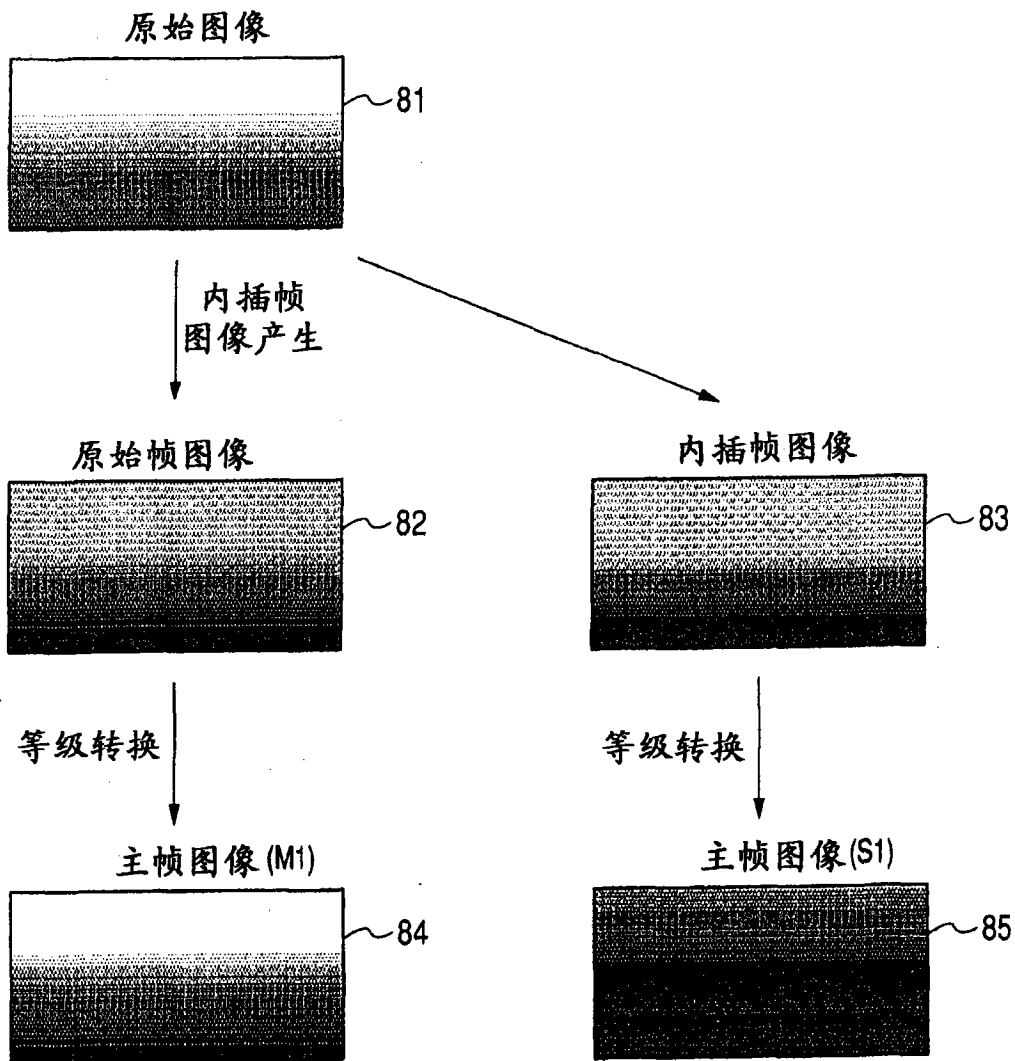 原始图像
81
内插帧
图像产生
原始帧图像
内插帧图像
82
83
等级转换
等级转换
主帧图像(M1)
主帧图像(S1)
84
85